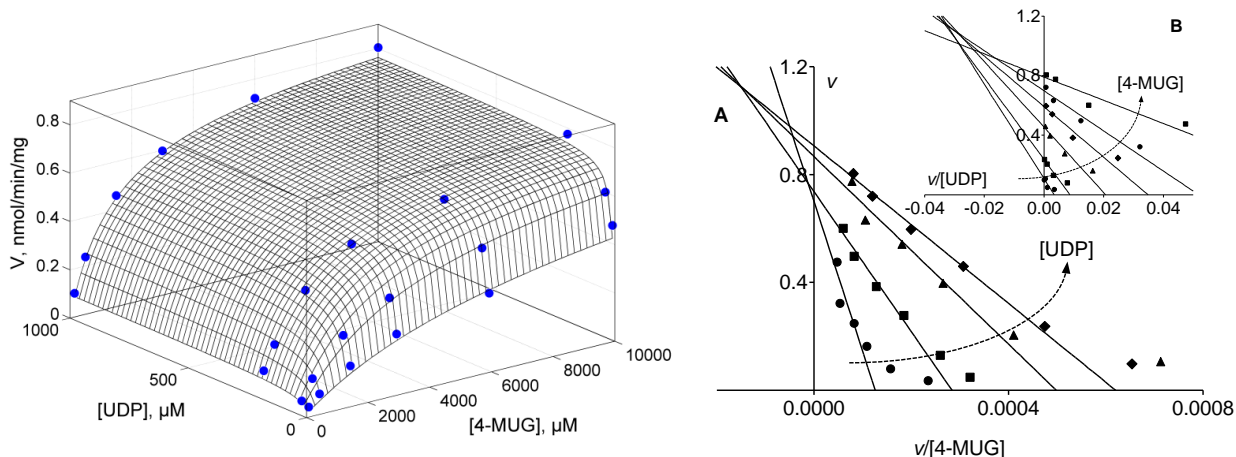 V, nmol/min/mg
0.8
0.6
0.4
0.2
0
1000
500
0
[UDP], µM
0
2000
4000
6000
8000
10000
[4-MUG], µM
A
1.2
v
0.8
0.4
0.0000
0.0004
0.0008
v/[4-MUG]
[UDP]
B
1.2
0.8
0.4
[4-MUG]
v/[UDP]
-0.04
-0.02
0.00
0.02
0.04